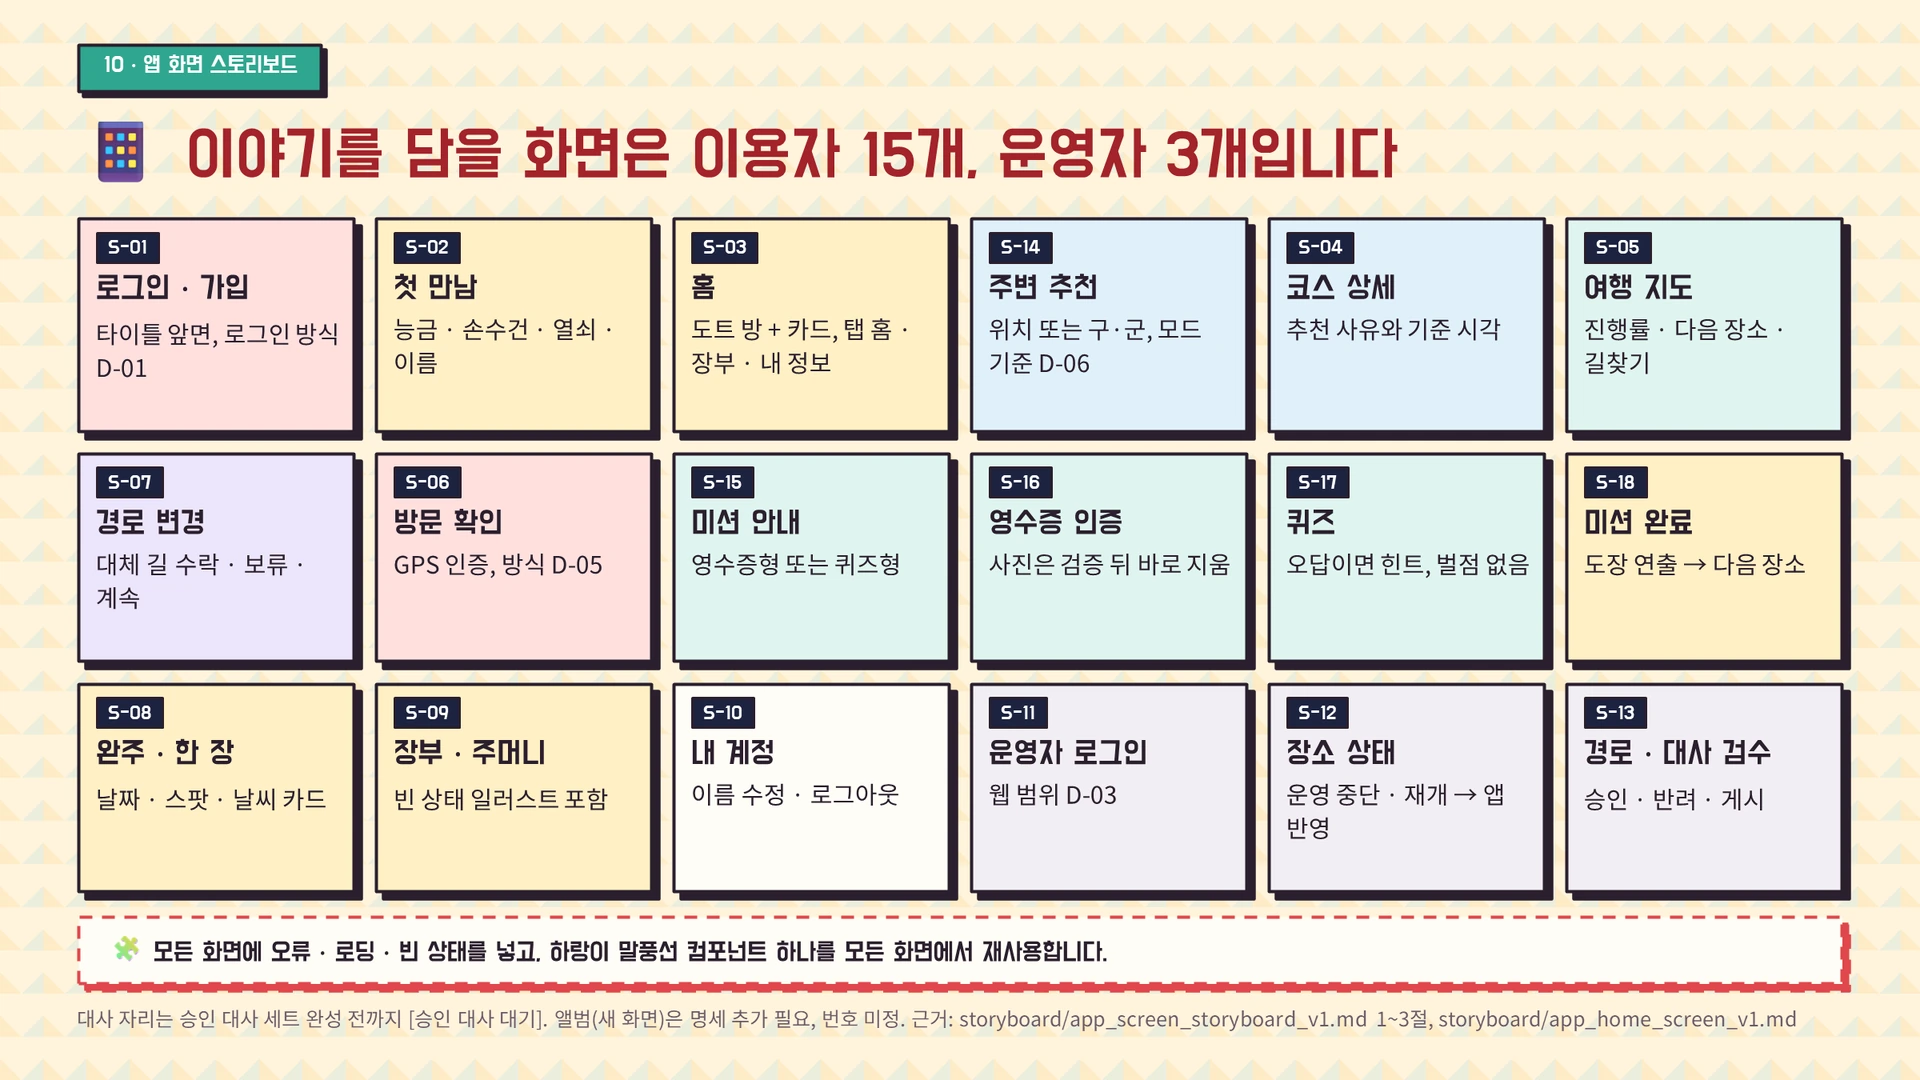 10 · 앱 화면 스토리보드
이야기를 담을 화면은 이용자 15개, 운영자 3개입니다
S-01
로그인 · 가입
타이틀 앞면, 로그인 방식
D-01
S-02
첫 만남
능금 · 손수건 · 열쇠 ·
이름
S-03
홈
도트 방 + 카드, 탭 홈 ·
장부 · 내 정보
S-14
주변 추천
위치 또는 구·군, 모드
기준 D-06
S-04
코스 상세
추천 사유와 기준 시각
S-05
여행 지도
진행률 · 다음 장소 ·
길찾기
S-07
경로 변경
대체 길 수락 · 보류 ·
계속
S-06
방문 확인
GPS 인증, 방식 D-05
S-15
미션 안내
영수증형 또는 퀴즈형
S-16
영수증 인증
사진은 검증 뒤 바로 지움
S-17
퀴즈
오답이면 힌트, 벌점 없음
S-18
미션 완료
도장 연출 → 다음 장소
S-08
완주 · 한 장
날짜 · 스팟 · 날씨 카드
S-09
장부 · 주머니
빈 상태 일러스트 포함
S-10
내 계정
이름 수정 · 로그아웃
S-11
운영자 로그인
웹 범위 D-03
S-12
장소 상태
운영 중단 · 재개 → 앱
반영
S-13
경로 · 대사 검수
승인 · 반려 · 게시
모든 화면에 오류 · 로딩 · 빈 상태를 넣고, 하랑이 말풍선 컴포넌트 하나를 모든 화면에서 재사용합니다.
대사 자리는 승인 대사 세트 완성 전까지 [승인 대사 대기]. 앨범(새 화면)은 명세 추가 필요, 번호 미정. 근거: storyboard/app_screen_storyboard_v1.md 1~3절, storyboard/app_home_screen_v1.md